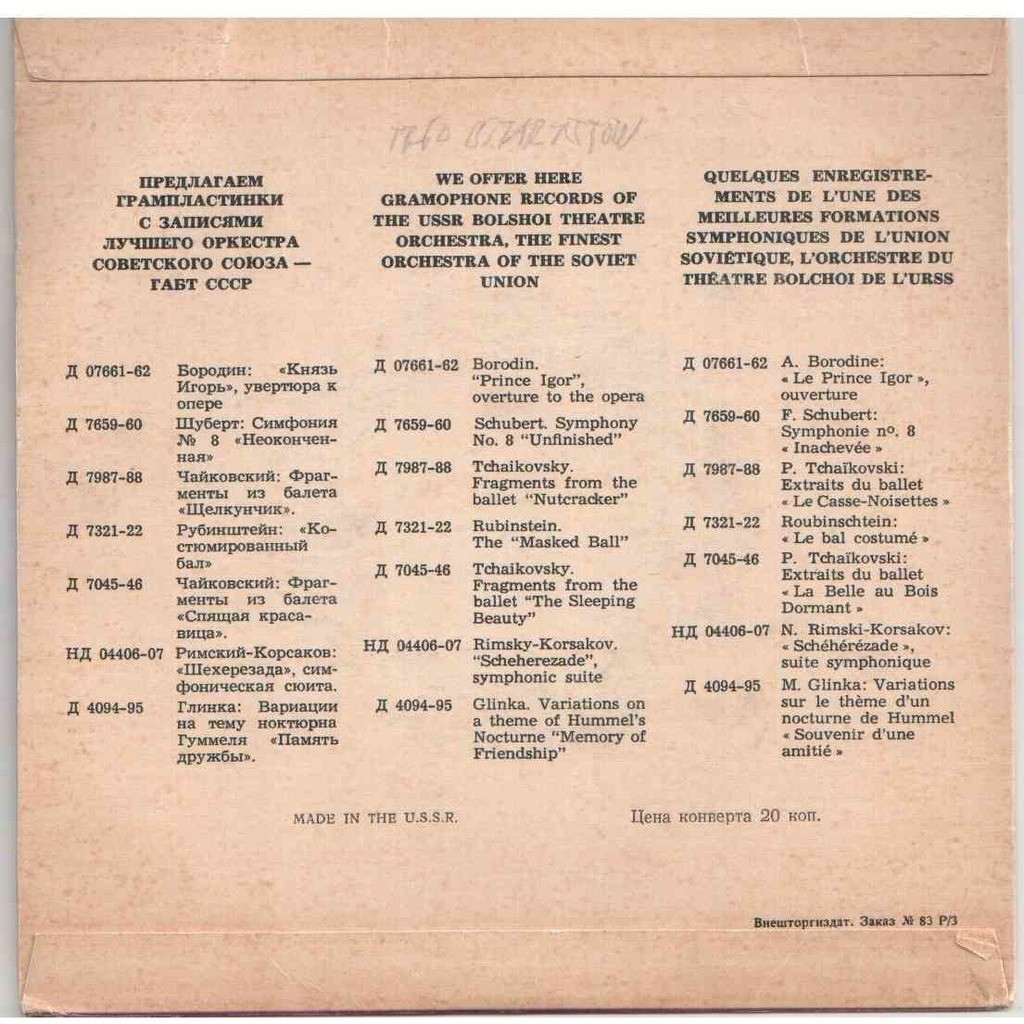 ПРЕДЛАГАЕМ
ГРАМПЛАСТИНКИ
С ЗАПИСЯМИ
ЛУЧШЕГО ОРКЕСТРА
СОВЕТСКОГО СОЮЗА —
ГАБТ СССР
Д 07661-62 Бородин: «Князь
Игорь», увертюра к
опере
Д 7659-60 Шуберт: Симфония
№ 8 «Неокончен-
ная»
Д 7987-88 Чайковский: Фраг-
менты из балета
«Щелкунчик».
Д 7321-22 Рубинштейн: «Ко-
стюмированный
бал»
Д 7045-46 Чайковский: Фраг-
менты из балета
«Спящая краса-
вица».
НД 04406-07 Римский-Корсаков:
«Шехерезада», сим-
фоническая сюита.
Д 4094-95 Глинка: Вариации
на тему ноктюрна
Гуммеля «Память
дружбы».
WE OFFER HERE
GRAMOPHONE RECORDS OF
THE USSR BOLSHOI THEATRE
ORCHESTRA, THE FINEST
ORCHESTRA OF THE SOVIET
UNION
Д 07661-62 Borodin.
"Prince Igor",
overture to the opera
Д 7659-60 Schubert. Symphony
No. 8 "Unfinished"
Д 7987-88 Tchaikovsky.
Fragments from the
ballet "Nutcracker"
Д 7321-22 Rubinstein.
The "Masked Ball"
Д 7045-46 Tchaikovsky.
Fragments from the
ballet "The Sleeping
Beauty"
НД 04406-07 Rimsky-Korsakov.
"Scheherezade",
symphonic suite
Д 4094-95 Glinka. Variations on
a theme of Hummel's
Nocturne "Memory of
Friendship"
QUELQUES ENREGISTRE-
MENTS DE L'UNE DES
MEILLEURES FORMATIONS
SYMPHONIQUES DE L'UNION
SOVIÉTIQUE, L'ORCHESTRE DU
THÉATRE BOLCHOI DE L'URSS
Д 07661-62 A. Borodine:
« Le Prince Igor »,
ouverture
Д 7659-60 F. Schubert:
Symphonie nº. 8
« Inachevée »
Д 7987-88 P. Tchaïkovski:
Extraits du ballet
« Le Casse-Noisettes »
Д 7321-22 Roubinschtein:
« Le bal costumé »
Д 7045-46 P. Tchaïkovski:
Extraits du ballet
« La Belle au Bois
Dormant »
НД 04406-07 N. Rimski-Korsakov:
« Schéhérézade »,
suite symphonique
Д 4094-95 M. Glinka: Variations
sur le thème d'un
nocturne de Hummel
« Souvenir d'une
amitié »
MADE IN THE U.S.S.R.
Цена конверта 20 коп.
Внешторгиздат. Заказ № 83 Р/3